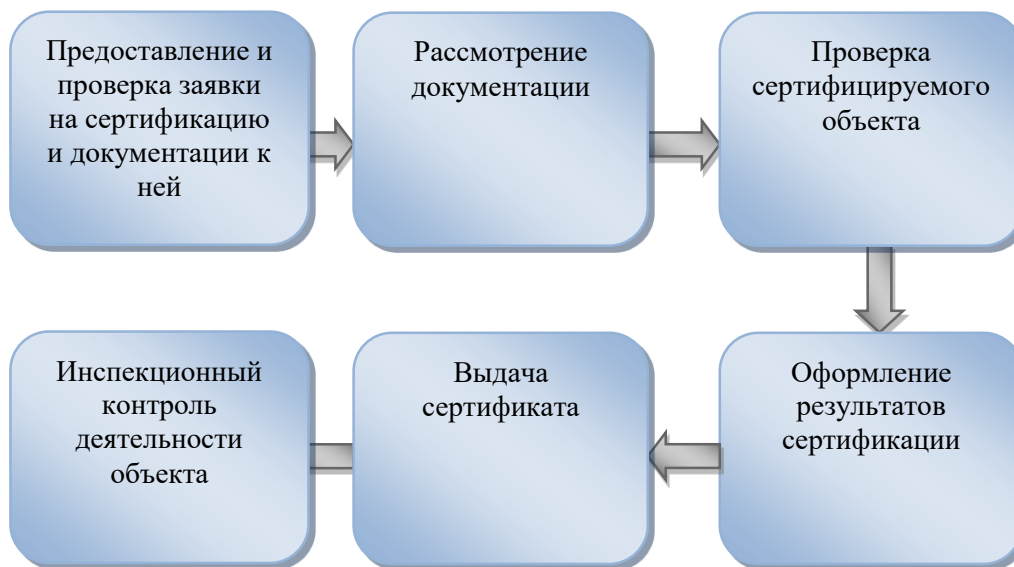 Предоставление и
проверка заявки
на сертификацию
и документации к
ней
Рассмотрение
документации
Проверка
сертифицируемого
объекта
Оформление
результатов
сертификации
Выдача
сертификата
Инспекционный
контроль
деятельности
объекта